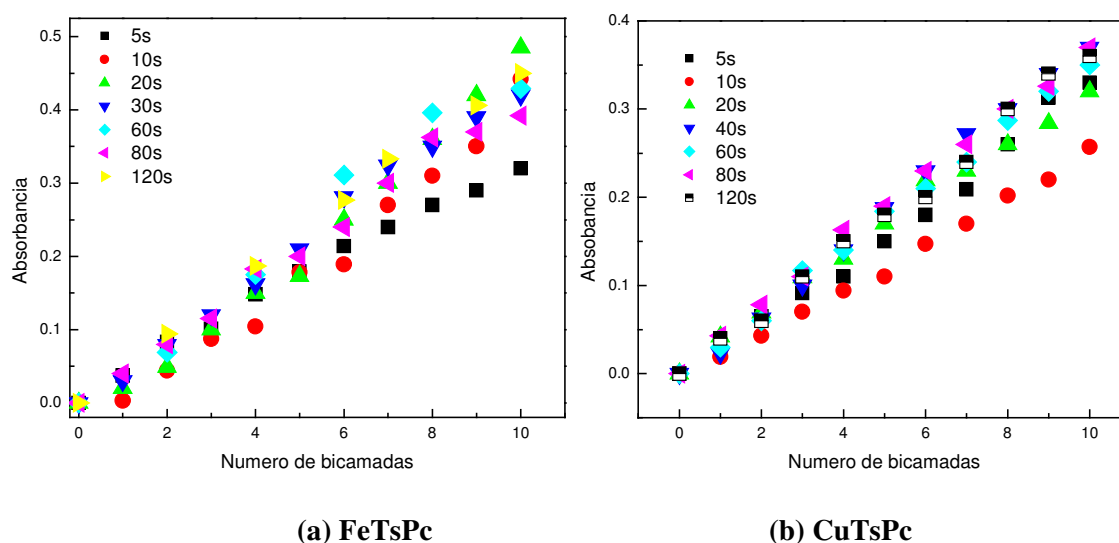 0.5
0.4
0.3
0.2
0.1
0.0
Absorbancia
5s
10s
20s
30s
60s
80s
120s
0 2 4 6 8 10
Numero de bicamadas
(a) FeTsPc
0.4
0.3
0.2
0.1
0.0
Absobancia
5s
10s
20s
40s
60s
80s
120s
0 2 4 6 8 10
Numero de bicamadas
(b) CuTsPc